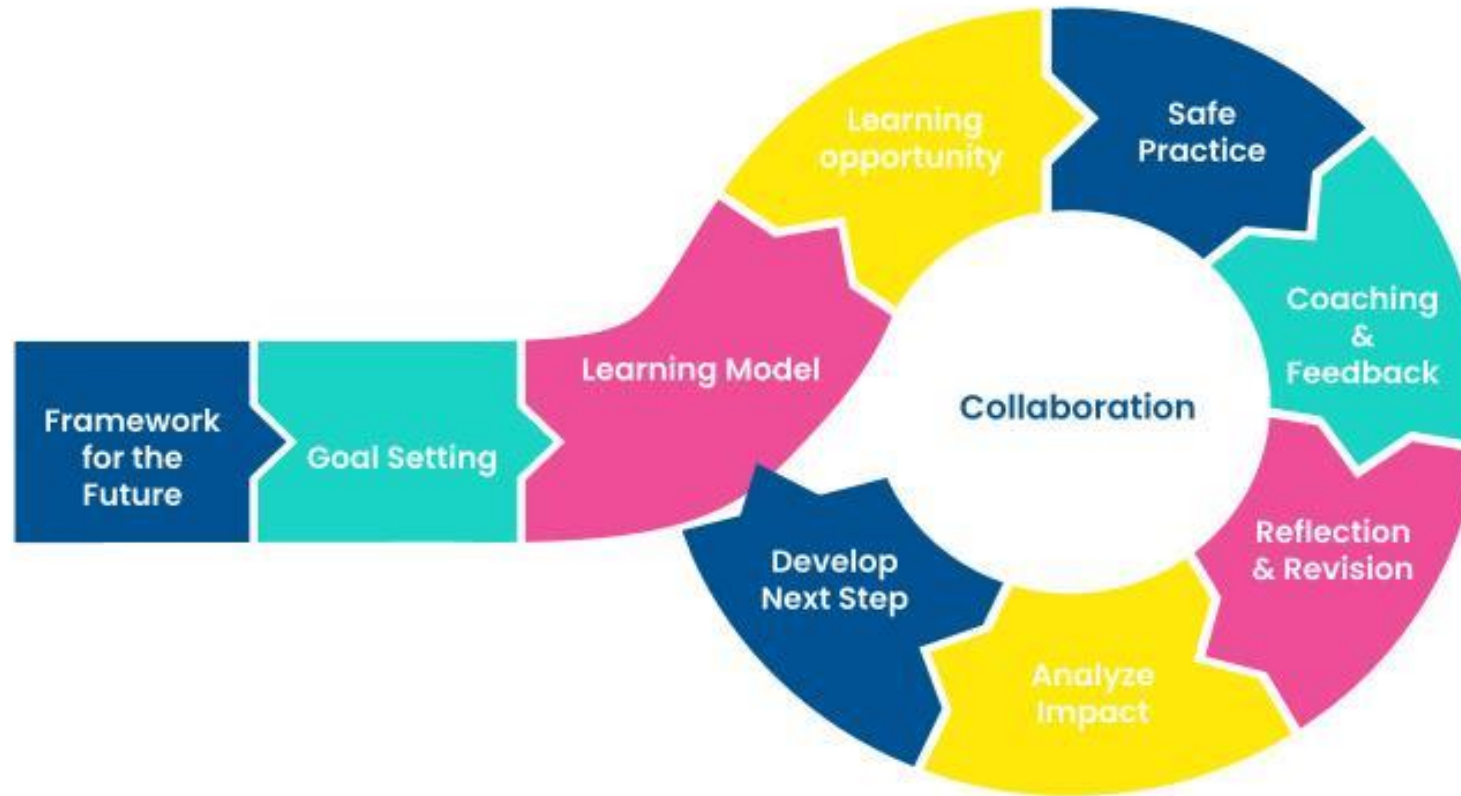 Framework
for the
Future
Goal Setting
Learning Model
Learning
opportunity
Safe
Practice
Coaching
&
Feedback
Reflection
& Revision
Analyze
Impact
Develop
Next Step
Collaboration